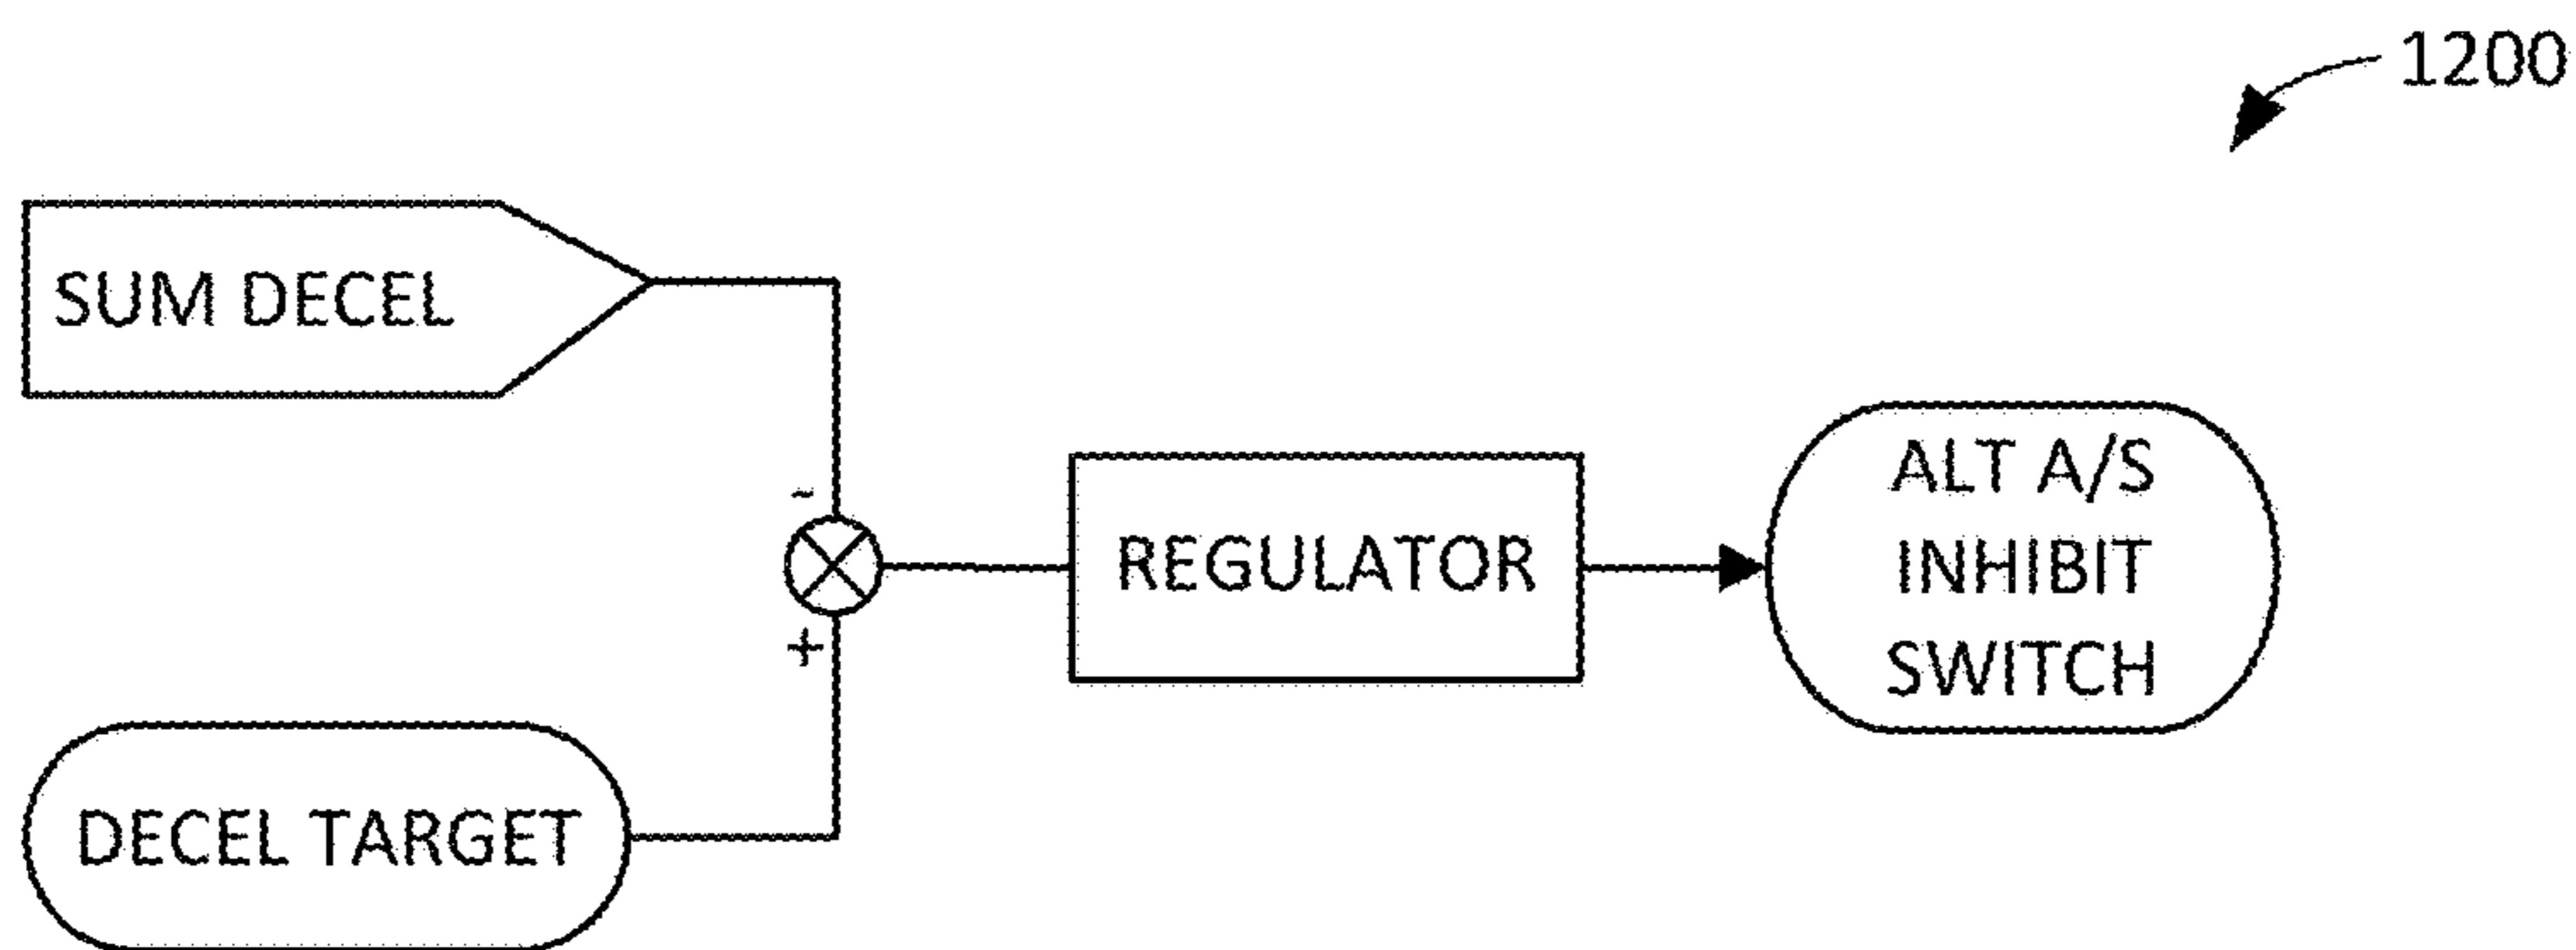 1200
SUM DECEL
-
+
REGULATOR
ALT A/S
INHIBIT
SWITCH
DECEL TARGET